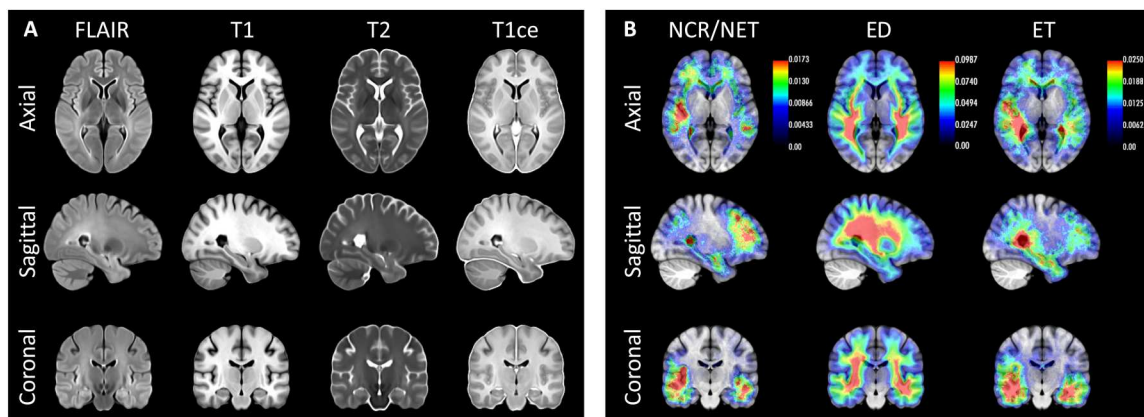 A
FLAIR
T1
T2
T1ce
Axial
Sagittal
Coronal
B
NCR/NET
ED
ET
Axial
0.0173
0.0130
0.00866
0.00433
0.00
0.0987
0.0740
0.0494
0.0247
0.00
0.0250
0.0188
0.0125
0.0062
0.00
Sagittal
Coronal